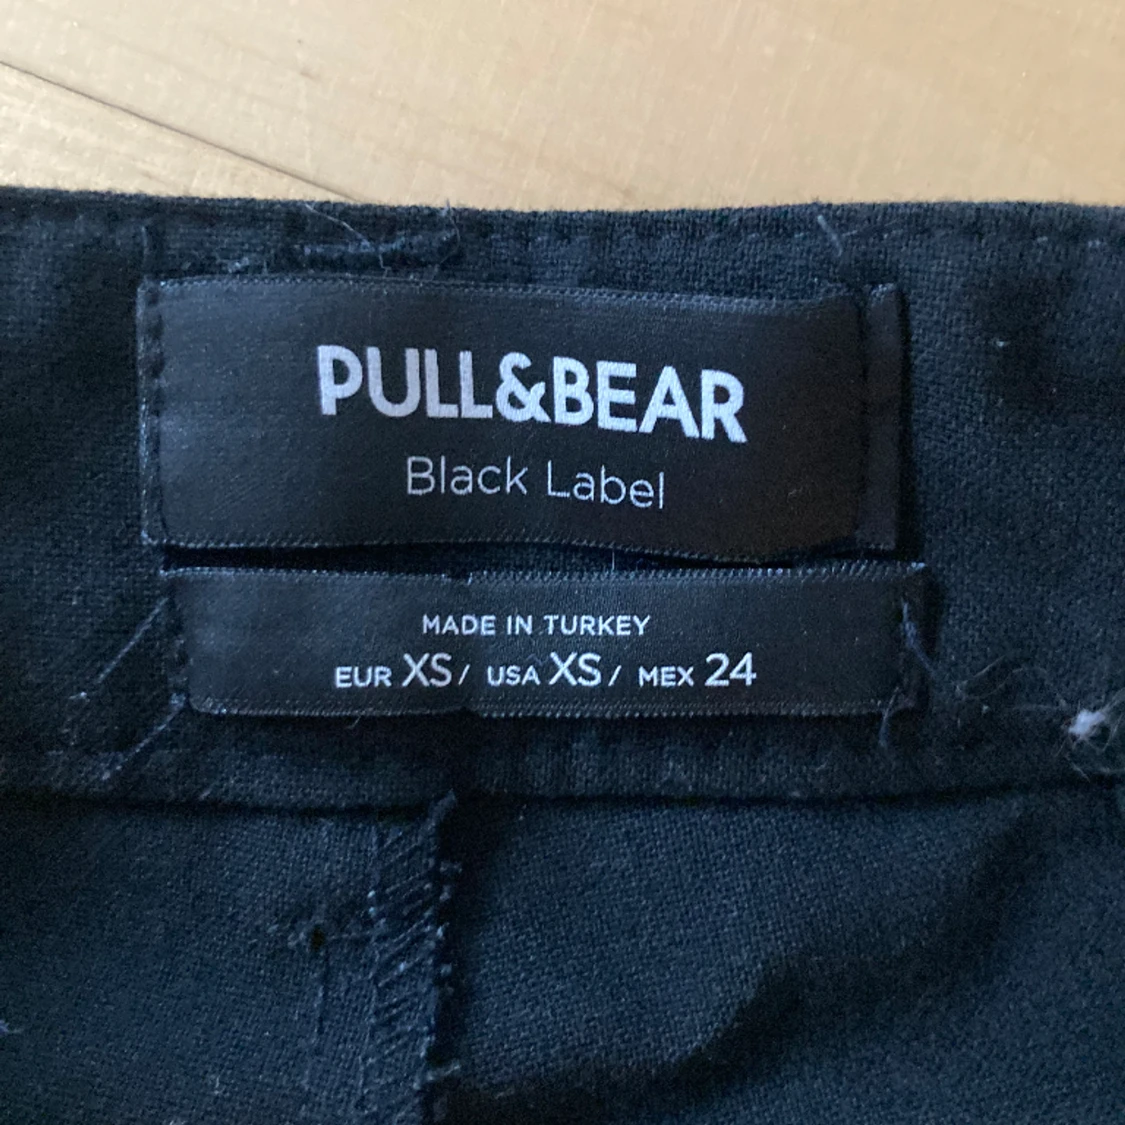 PULL&BEAR
Black Label
MADE IN TURKEY
EUR XS/ USA XS/ MEX 24